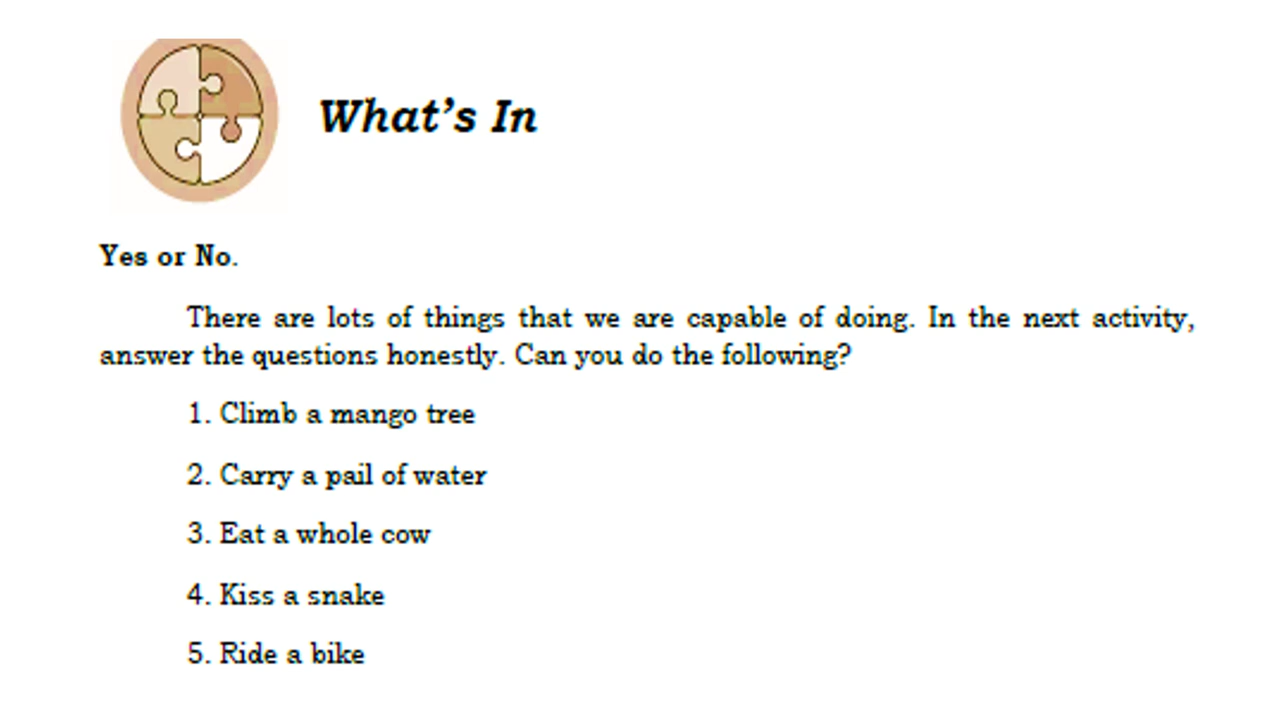 What's In
Yes or No.
There are lots of things that we are capable of doing. In the next activity,
answer the questions honestly. Can you do the following?
1. Climb a mango tree
2. Carry a pail of water
3. Eat a whole cow
4. Kiss a snake
5. Ride a bike